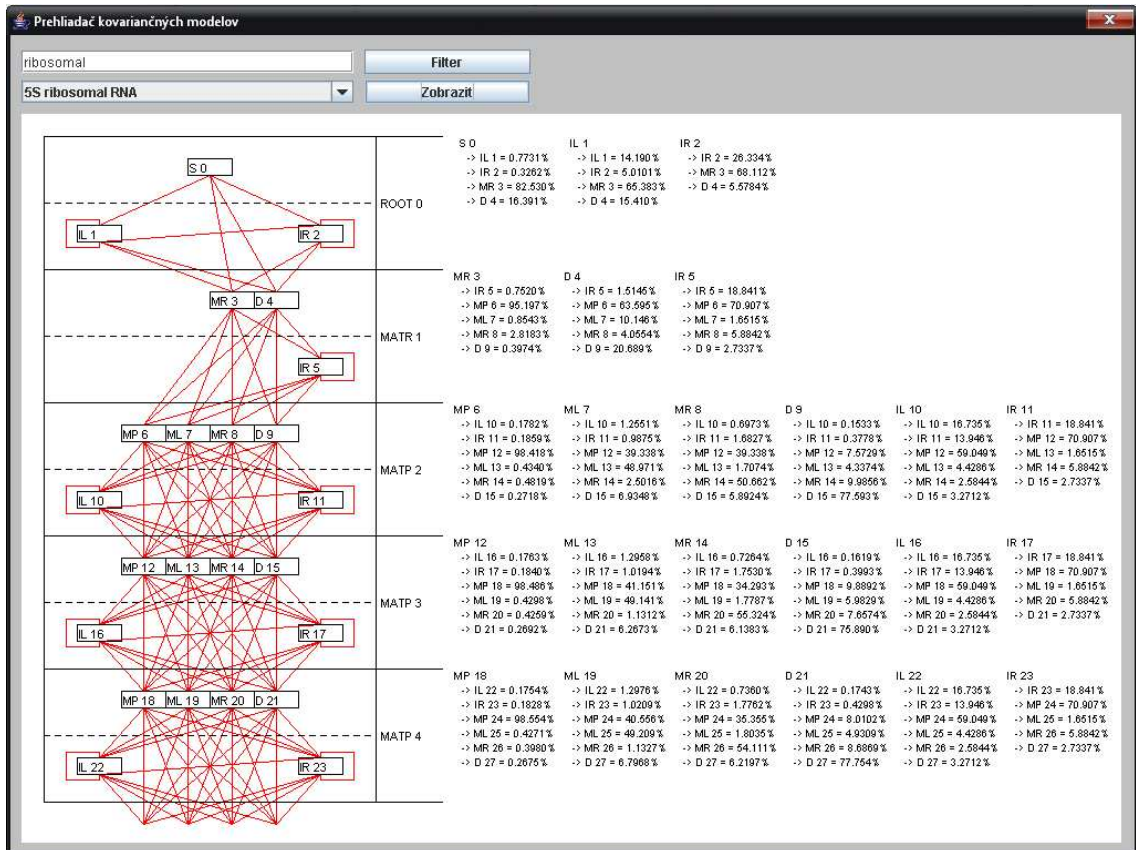 Prehliadač kovariančných modelov
ribosomal
Filter
5S ribosomal RNA
Zobraziť
S 0
ROOT 0
IL 1
IR 2
MR 3
D 4
MATR 1
IR 5
MP 6
ML 7
MR 8
D 9
MATP 2
IL 10
IR 11
MP 12
ML 13
MR 14
D 15
MATP 3
IL 16
IR 17
MP 18
ML 19
MR 20
D 21
MATP 4
IL 22
IR 23
S 0
-> IL 1 = 0.7731%
-> IR 2 = 0.3262%
-> MR 3 = 82.530%
-> D 4 = 16.391%
IL 1
-> IL 1 = 14.190%
-> IR 2 = 5.0101%
-> MR 3 = 65.383%
-> D 4 = 15.410%
IR 2
-> IR 2 = 26.334%
-> MR 3 = 68.112%
-> D 4 = 5.5784%
MR 3
-> IR 5 = 0.7520%
-> MP 6 = 95.197%
-> ML 7 = 0.8543%
-> MR 8 = 2.8183%
-> D 9 = 0.3974%
D 4
-> IR 5 = 1.5145%
-> MP 6 = 63.595%
-> ML 7 = 10.146%
-> MR 8 = 4.0554%
-> D 9 = 20.689%
IR 5
-> IR 5 = 18.841%
-> MP 6 = 70.907%
-> ML 7 = 1.6515%
-> MR 8 = 5.8842%
-> D 9 = 2.7337%
MP 6
-> IL 10 = 0.1782%
-> IR 11 = 0.1859%
-> MP 12 = 98.418%
-> ML 13 = 0.4340%
-> MR 14 = 0.4819%
-> D 15 = 0.2718%
ML 7
-> IL 10 = 1.2551%
-> IR 11 = 0.9875%
-> MP 12 = 39.338%
-> ML 13 = 48.971%
-> MR 14 = 2.5016%
-> D 15 = 6.9348%
MR 8
-> IL 10 = 0.6973%
-> IR 11 = 1.6827%
-> MP 12 = 39.338%
-> ML 13 = 1.7074%
-> MR 14 = 50.662%
-> D 15 = 5.8924%
D 9
-> IL 10 = 0.1533%
-> IR 11 = 0.3778%
-> MP 12 = 7.5729%
-> ML 13 = 4.3374%
-> MR 14 = 9.9856%
-> D 15 = 77.593%
IL 10
-> IL 10 = 16.735%
-> IR 11 = 13.946%
-> MP 12 = 59.049%
-> ML 13 = 4.4286%
-> MR 14 = 2.5844%
-> D 15 = 3.2712%
IR 11
-> IR 11 = 18.841%
-> MP 12 = 70.907%
-> ML 13 = 1.6515%
-> MR 14 = 5.8842%
-> D 15 = 2.7337%
MP 12
-> IL 16 = 0.1763%
-> IR 17 = 0.1840%
-> MP 18 = 98.486%
-> ML 19 = 0.4298%
-> MR 20 = 0.4259%
-> D 21 = 0.2692%
ML 13
-> IL 16 = 1.2958%
-> IR 17 = 1.0194%
-> MP 18 = 41.151%
-> ML 19 = 49.141%
-> MR 20 = 1.1312%
-> D 21 = 6.2673%
MR 14
-> IL 16 = 0.7264%
-> IR 17 = 1.7530%
-> MP 18 = 34.293%
-> ML 19 = 1.7787%
-> MR 20 = 55.324%
-> D 21 = 6.1383%
D 15
-> IL 16 = 0.1619%
-> IR 17 = 0.3993%
-> MP 18 = 9.8892%
-> ML 19 = 5.9829%
-> MR 20 = 7.6574%
-> D 21 = 75.890%
IL 16
-> IL 16 = 16.735%
-> IR 17 = 13.946%
-> MP 18 = 59.049%
-> ML 19 = 4.4286%
-> MR 20 = 2.5844%
-> D 21 = 3.2712%
IR 17
-> IR 17 = 18.841%
-> MP 18 = 70.907%
-> ML 19 = 1.6515%
-> MR 20 = 5.8842%
-> D 21 = 2.7337%
MP 18
-> IL 22 = 0.1754%
-> IR 23 = 0.1828%
-> MP 24 = 98.554%
-> ML 25 = 0.4271%
-> MR 26 = 0.3980%
-> D 27 = 0.2675%
ML 19
-> IL 22 = 1.2976%
-> IR 23 = 1.0209%
-> MP 24 = 40.556%
-> ML 25 = 49.209%
-> MR 26 = 1.1327%
-> D 27 = 6.7968%
MR 20
-> IL 22 = 0.7360%
-> IR 23 = 1.7762%
-> MP 24 = 35.355%
-> ML 25 = 1.8035%
-> MR 26 = 54.111%
-> D 27 = 6.2197%
D 21
-> IL 22 = 0.1743%
-> IR 23 = 0.4298%
-> MP 24 = 8.0102%
-> ML 25 = 4.9309%
-> MR 26 = 8.6869%
-> D 27 = 77.754%
IL 22
-> IL 22 = 16.735%
-> IR 23 = 13.946%
-> MP 24 = 59.049%
-> ML 25 = 4.4286%
-> MR 26 = 2.5844%
-> D 27 = 3.2712%
IR 23
-> IR 23 = 18.841%
-> MP 24 = 70.907%
-> ML 25 = 1.6515%
-> MR 26 = 5.8842%
-> D 27 = 2.7337%